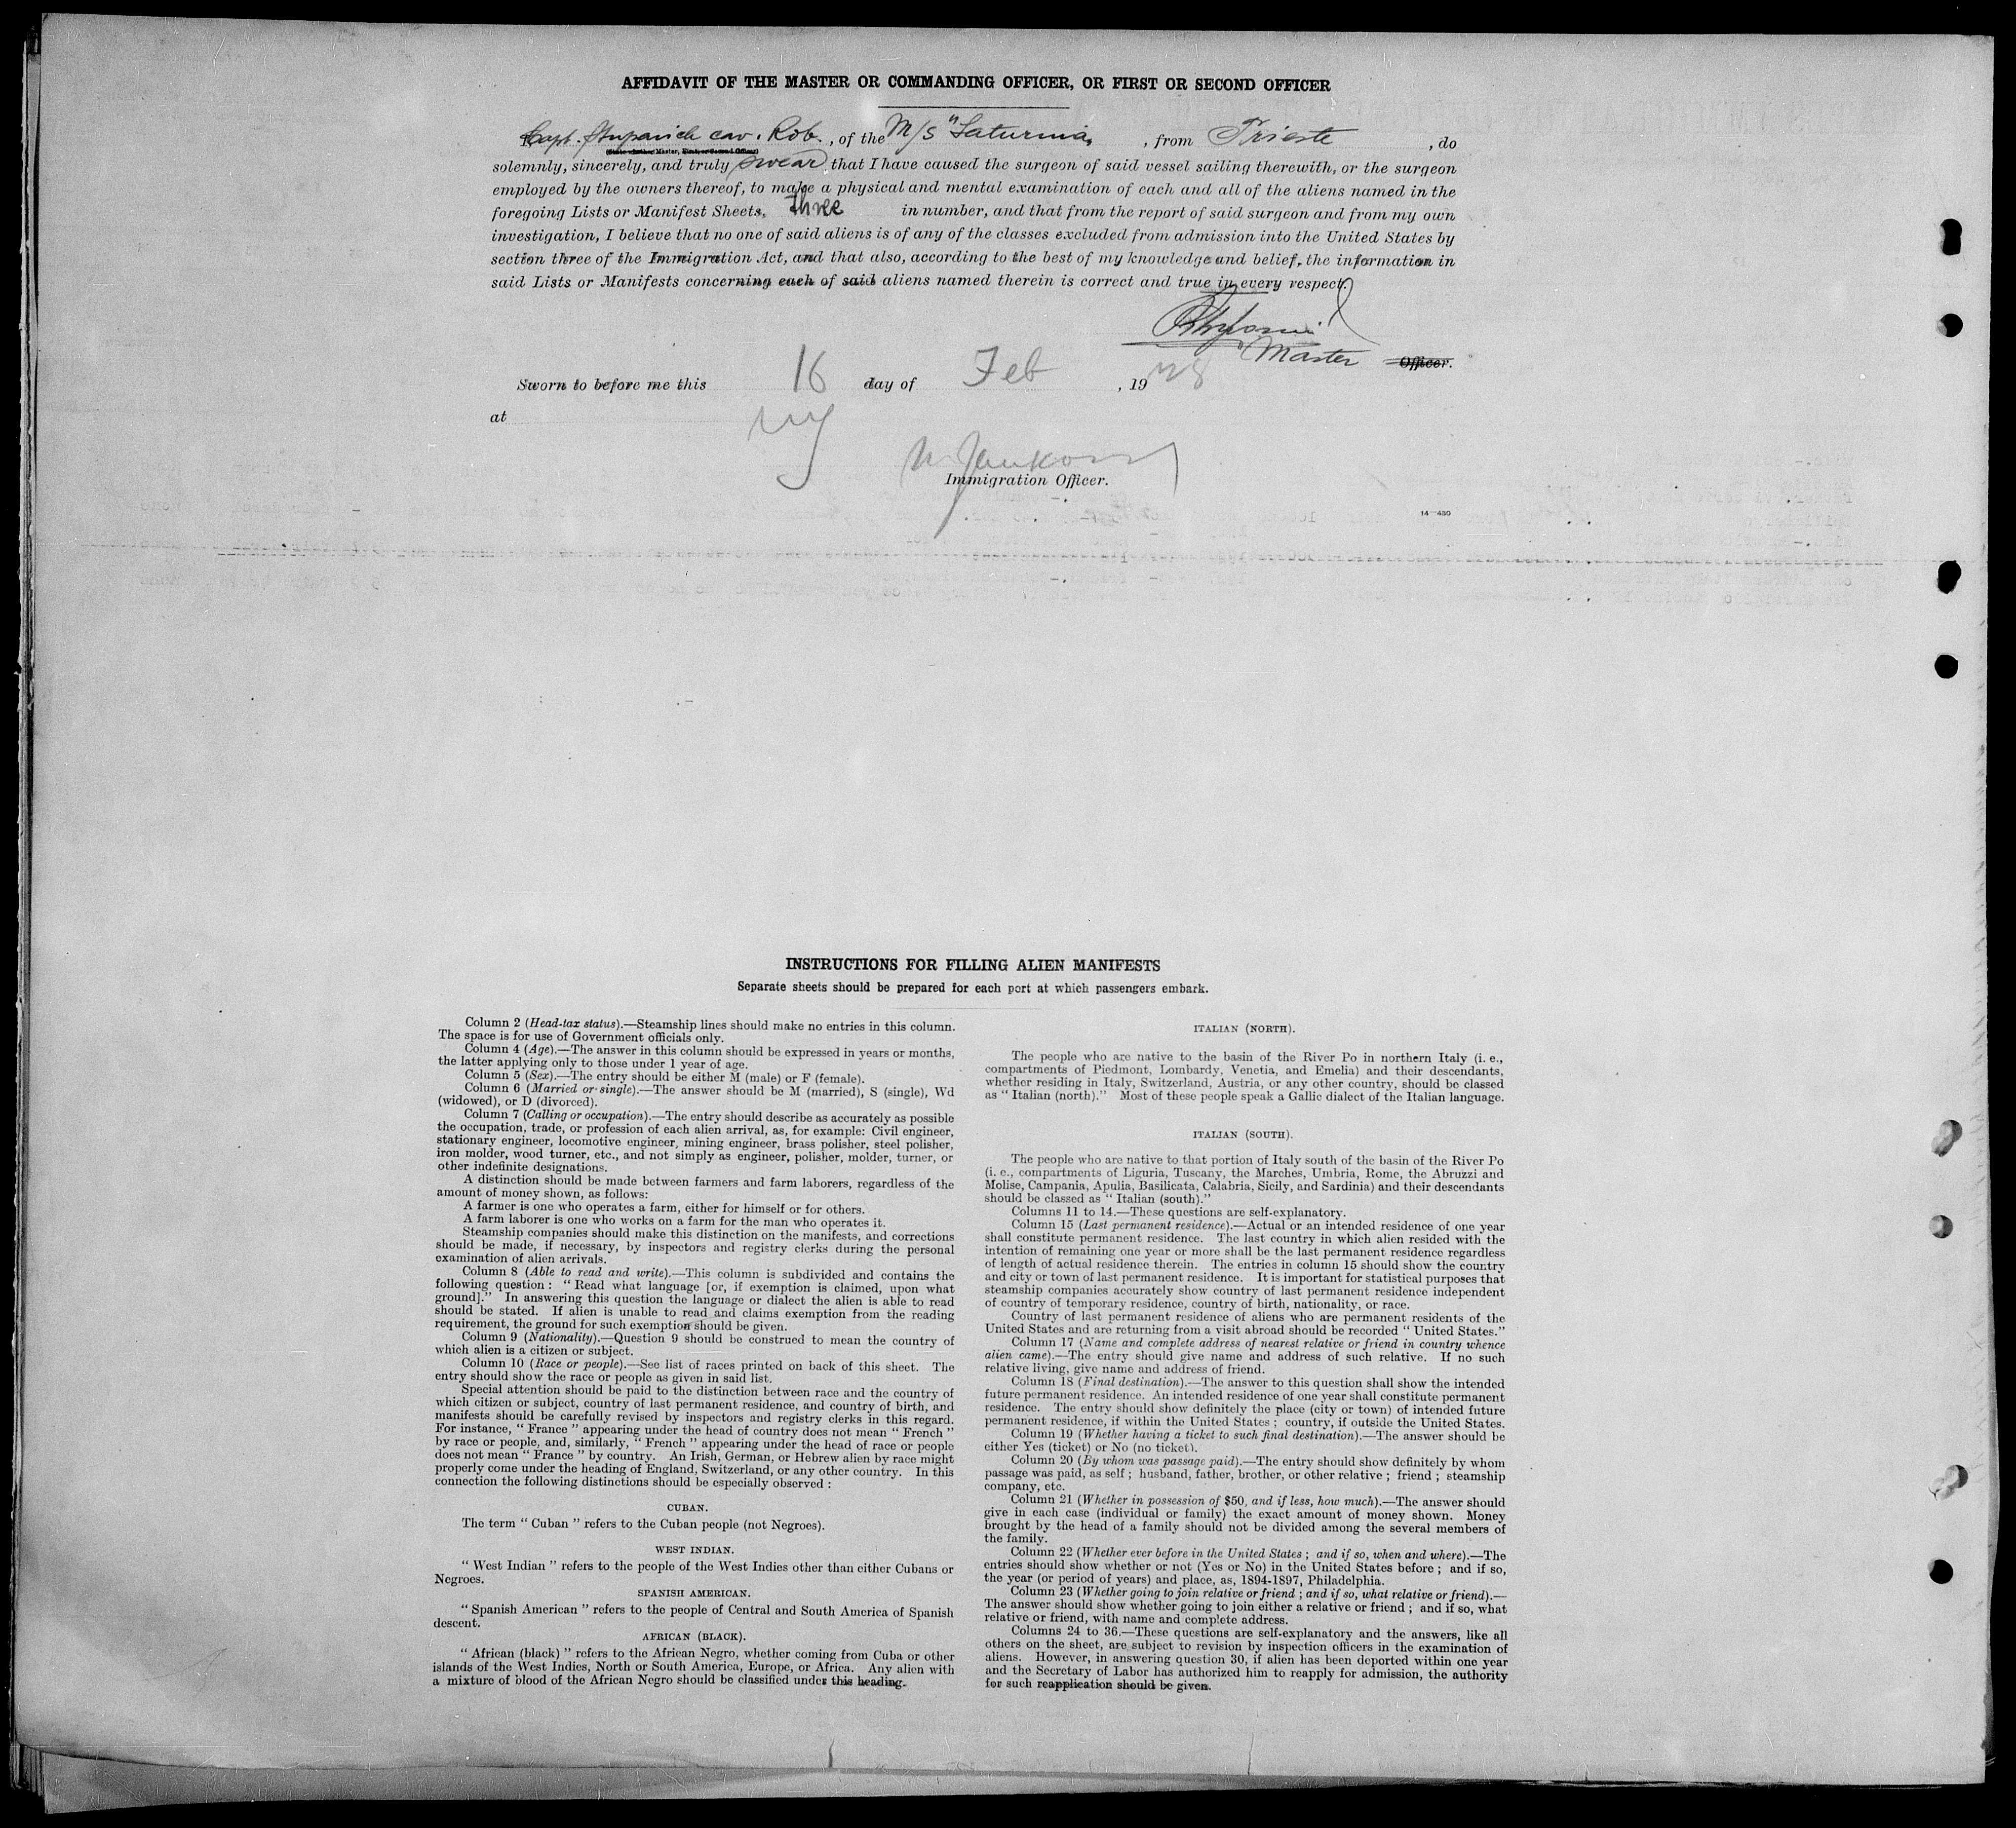 AFFIDAVIT OF THE MASTER OR COMMANDING OFFICER, OR FIRST OR SECOND OFFICER
Capt. Stuparich cav. Rob. , of the M/S "Saturnia" , from Trieste , do
solemnly, sincerely, and truly swear that I have caused the surgeon of said vessel sailing therewith, or the surgeon
employed by the owners thereof, to make a physical and mental examination of each and all of the aliens named in the
foregoing Lists or Manifest Sheets, three in number, and that from the report of said surgeon and from my own
investigation, I believe that no one of said aliens is of any of the classes excluded from admission into the United States by
section three of the Immigration Act, and that also, according to the best of my knowledge and belief, the information in
said Lists or Manifests concerning each of said aliens named therein is correct and true in every respect.
Master Officer.
Sworn to before me this 16 day of Feb , 1928
at NY
Immigration Officer.
14—430
INSTRUCTIONS FOR FILLING ALIEN MANIFESTS
Separate sheets should be prepared for each port at which passengers embark.
Column 2 (Head-tax status).—Steamship lines should make no entries in this column.
The space is for use of Government officials only.
Column 4 (Age).—The answer in this column should be expressed in years or months,
the latter applying only to those under 1 year of age.
Column 5 (Sex).—The entry should be either M (male) or F (female).
Column 6 (Married or single).—The answer should be M (married), S (single), Wd
(widowed), or D (divorced).
Column 7 (Calling or occupation).—The entry should describe as accurately as possible
the occupation, trade, or profession of each alien arrival, as, for example: Civil engineer,
stationary engineer, locomotive engineer, mining engineer, brass polisher, steel polisher,
iron molder, wood turner, etc., and not simply as engineer, polisher, molder, turner, or
other indefinite designations.
A distinction should be made between farmers and farm laborers, regardless of the
amount of money shown, as follows:
A farmer is one who operates a farm, either for himself or for others.
A farm laborer is one who works on a farm for the man who operates it.
Steamship companies should make this distinction on the manifests, and corrections
should be made, if necessary, by inspectors and registry clerks during the personal
examination of alien arrivals.
Column 8 (Able to read and write).—This column is subdivided and contains the
following question : " Read what language [or, if exemption is claimed, upon what
ground]." In answering this question the language or dialect the alien is able to read
should be stated. If alien is unable to read and claims exemption from the reading
requirement, the ground for such exemption should be given.
Column 9 (Nationality).—Question 9 should be construed to mean the country of
which alien is a citizen or subject.
Column 10 (Race or people).—See list of races printed on back of this sheet. The
entry should show the race or people as given in said list.
Special attention should be paid to the distinction between race and the country of
which citizen or subject, country of last permanent residence, and country of birth, and
manifests should be carefully revised by inspectors and registry clerks in this regard.
For instance, " France " appearing under the head of country does not mean " French "
by race or people, and, similarly, " French " appearing under the head of race or people
does not mean " France " by country. An Irish, German, or Hebrew alien by race might
properly come under the heading of England, Switzerland, or any other country. In this
connection the following distinctions should be especially observed :
CUBAN.
The term " Cuban " refers to the Cuban people (not Negroes).
WEST INDIAN.
" West Indian " refers to the people of the West Indies other than either Cubans or
Negroes.
SPANISH AMERICAN.
" Spanish American " refers to the people of Central and South America of Spanish
descent.
AFRICAN (BLACK).
" African (black) " refers to the African Negro, whether coming from Cuba or other
islands of the West Indies, North or South America, Europe, or Africa. Any alien with
a mixture of blood of the African Negro should be classified under this heading.
ITALIAN (NORTH).
The people who are native to the basin of the River Po in northern Italy (i. e.,
compartments of Piedmont, Lombardy, Venetia, and Emelia) and their descendants,
whether residing in Italy, Switzerland, Austria, or any other country, should be classed
as " Italian (north)." Most of these people speak a Gallic dialect of the Italian language.
ITALIAN (SOUTH).
The people who are native to that portion of Italy south of the basin of the River Po
(i. e., compartments of Liguria, Tuscany, the Marches, Umbria, Rome, the Abruzzi and
Molise, Campania, Apulia, Basilicata, Calabria, Sicily, and Sardinia) and their descendants
should be classed as " Italian (south)."
Columns 11 to 14.—These questions are self-explanatory.
Column 15 (Last permanent residence).—Actual or an intended residence of one year
shall constitute permanent residence. The last country in which alien resided with the
intention of remaining one year or more shall be the last permanent residence regardless
of length of actual residence therein. The entries in column 15 should show the country
and city or town of last permanent residence. It is important for statistical purposes that
steamship companies accurately show country of last permanent residence independent
of country of temporary residence, country of birth, nationality, or race.
Country of last permanent residence of aliens who are permanent residents of the
United States and are returning from a visit abroad should be recorded " United States."
Column 17 (Name and complete address of nearest relative or friend in country whence
alien came).—The entry should give name and address of such relative. If no such
relative living, give name and address of friend.
Column 18 (Final destination).—The answer to this question shall show the intended
future permanent residence. An intended residence of one year shall constitute permanent
residence. The entry should show definitely the place (city or town) of intended future
permanent residence, if within the United States ; country, if outside the United States.
Column 19 (Whether having a ticket to such final destination).—The answer should be
either Yes (ticket) or No (no ticket).
Column 20 (By whom was passage paid).—The entry should show definitely by whom
passage was paid, as self ; husband, father, brother, or other relative ; friend ; steamship
company, etc.
Column 21 (Whether in possession of $50, and if less, how much).—The answer should
give in each case (individual or family) the exact amount of money shown. Money
brought by the head of a family should not be divided among the several members of
the family.
Column 22 (Whether ever before in the United States ; and if so, when and where).—The
entries should show whether or not (Yes or No) in the United States before ; and if so,
the year (or period of years) and place, as, 1894-1897, Philadelphia.
Column 23 (Whether going to join relative or friend ; and if so, what relative or friend).—
The answer should show whether going to join either a relative or friend ; and if so, what
relative or friend, with name and complete address.
Columns 24 to 36.—These questions are self-explanatory and the answers, like all
others on the sheet, are subject to revision by inspection officers in the examination of
aliens. However, in answering question 30, if alien has been deported within one year
and the Secretary of Labor has authorized him to reapply for admission, the authority
for such reapplication should be given.